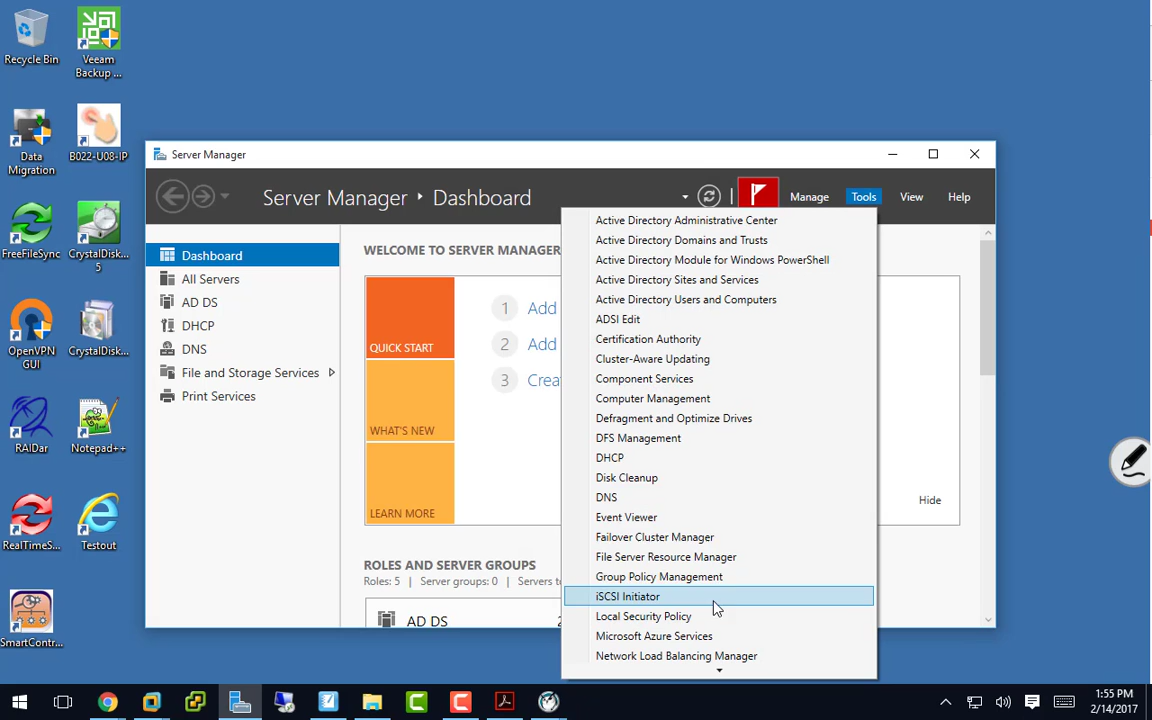 Recycle Bin
Veeam
Backup ...
Data
Migration
B022-U08-IP
FreeFileSync
CrystalDisk...
5
OpenVPN
GUI
CrystalDisk...
RAIDar
Notepad++
RealTimeS...
Testout
SmartContr...
Server Manager
Server Manager ‣ Dashboard
Manage
Tools
View
Help
Dashboard
All Servers
AD DS
DHCP
DNS
File and Storage Services
Print Services
WELCOME TO SERVER MANAGER
QUICK START
WHAT'S NEW
LEARN MORE
1 Add
2 Add
3 Crea
Hide
ROLES AND SERVER GROUPS
Roles: 5 | Server groups: 0 | Servers to
AD DS
Active Directory Administrative Center
Active Directory Domains and Trusts
Active Directory Module for Windows PowerShell
Active Directory Sites and Services
Active Directory Users and Computers
ADSI Edit
Certification Authority
Cluster-Aware Updating
Component Services
Computer Management
Defragment and Optimize Drives
DFS Management
DHCP
Disk Cleanup
DNS
Event Viewer
Failover Cluster Manager
File Server Resource Manager
Group Policy Management
iSCSI Initiator
Local Security Policy
Microsoft Azure Services
Network Load Balancing Manager
1:55 PM
2/14/2017